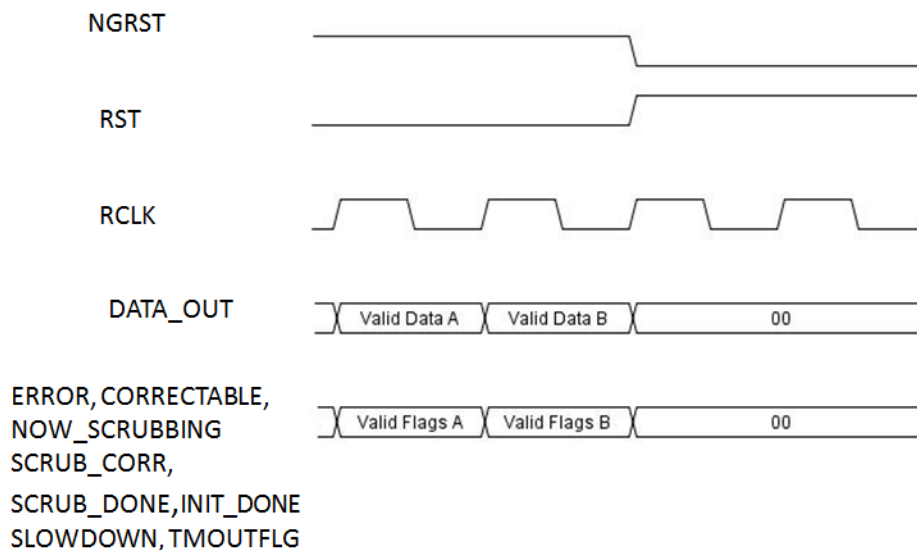 NGRST
RST
RCLK
DATA_OUT
Valid Data A
Valid Data B
00
ERROR, CORRECTABLE,
NOW_SCRUBBING
SCRUB_CORR,
SCRUB_DONE,INIT_DONE
SLOWDOWN, TMOUTFLG
Valid Flags A
Valid Flags B
00